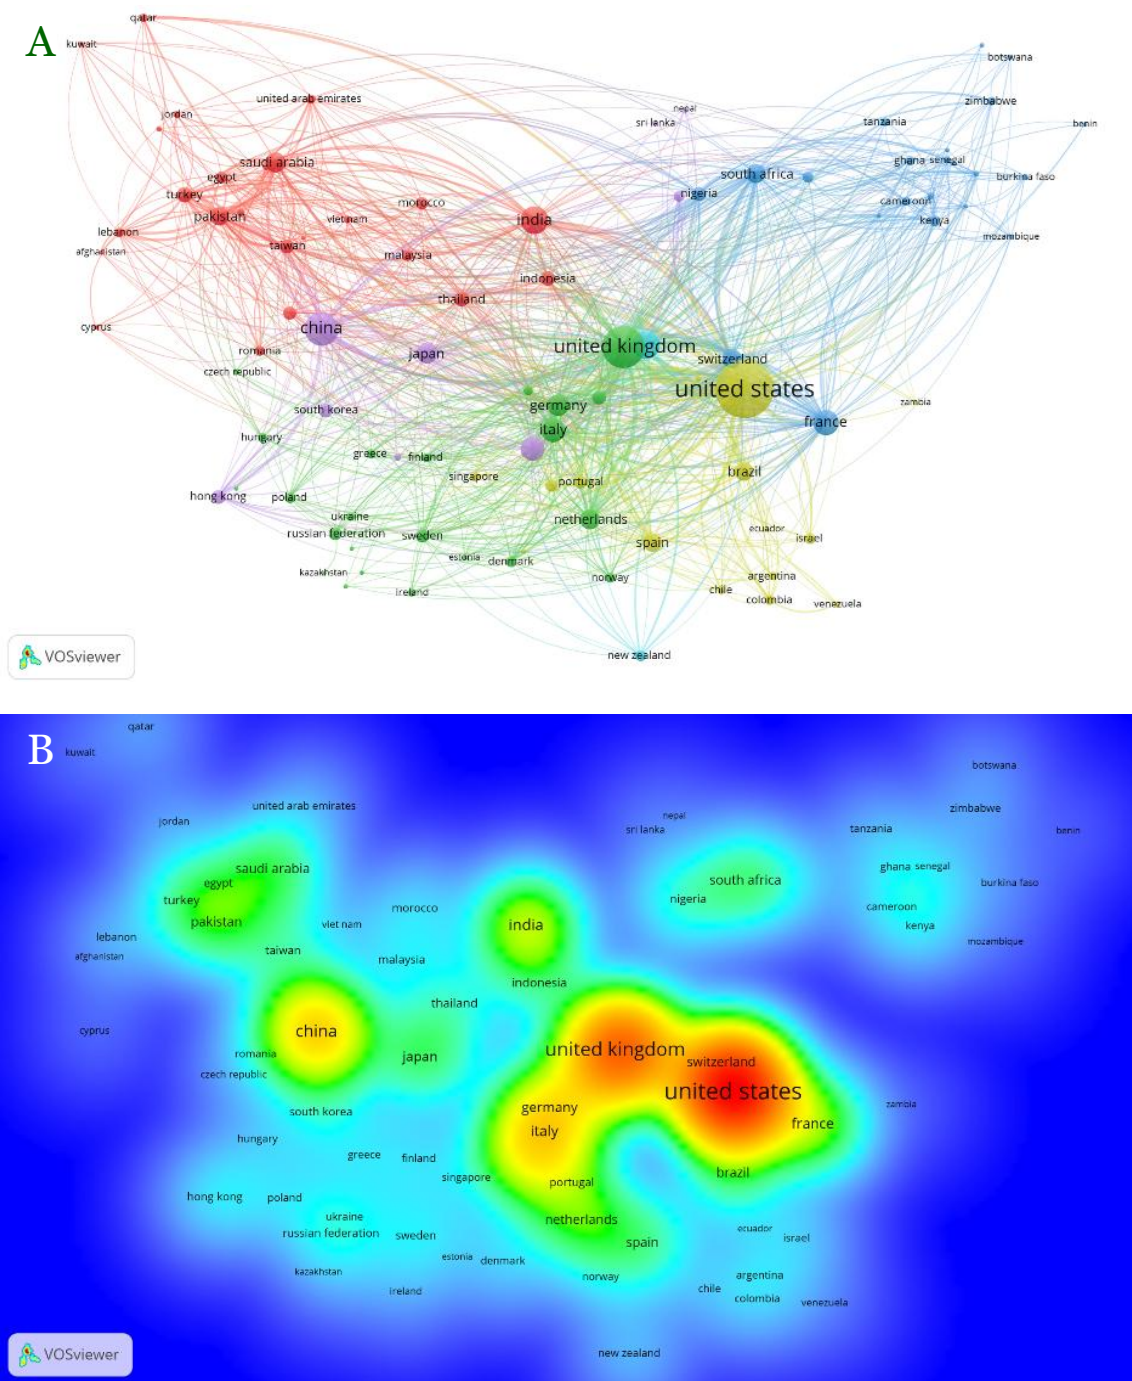 A
qatar
kuwait
botswana
united arab emirates
zimbabwe
nepal
jordan
sri lanka
tanzania
benin
saudi arabia
ghana senegal
egypt
south africa
burkina faso
turkey
nigeria
morocco
cameroon
pakistan
viet nam
india
kenya
lebanon
mozambique
taiwan
afghanistan
malaysia
indonesia
thailand
cyprus
china
united kingdom
romania
japan
switzerland
czech republic
united states
zambia
south korea
germany
france
italy
hungary
greece
finland
singapore
brazil
portugal
hong kong
poland
ukraine
netherlands
russian federation
sweden
ecuador
spain
israel
estonia
denmark
kazakhstan
norway
argentina
ireland
chile
colombia
venezuela
new zealand
VOSviewer
B
qatar
kuwait
botswana
united arab emirates
zimbabwe
jordan
nepal
sri lanka
tanzania
benin
saudi arabia
ghana senegal
egypt
south africa
burkina faso
turkey
nigeria
morocco
cameroon
pakistan
viet nam
india
kenya
lebanon
mozambique
taiwan
afghanistan
malaysia
indonesia
thailand
cyprus
china
united kingdom
romania
japan
switzerland
czech republic
united states
zambia
south korea
germany
france
italy
hungary
greece
finland
singapore
brazil
portugal
hong kong
poland
ukraine
netherlands
russian federation
sweden
ecuador
spain
israel
estonia
denmark
kazakhstan
norway
argentina
ireland
chile
colombia
venezuela
new zealand
VOSviewer